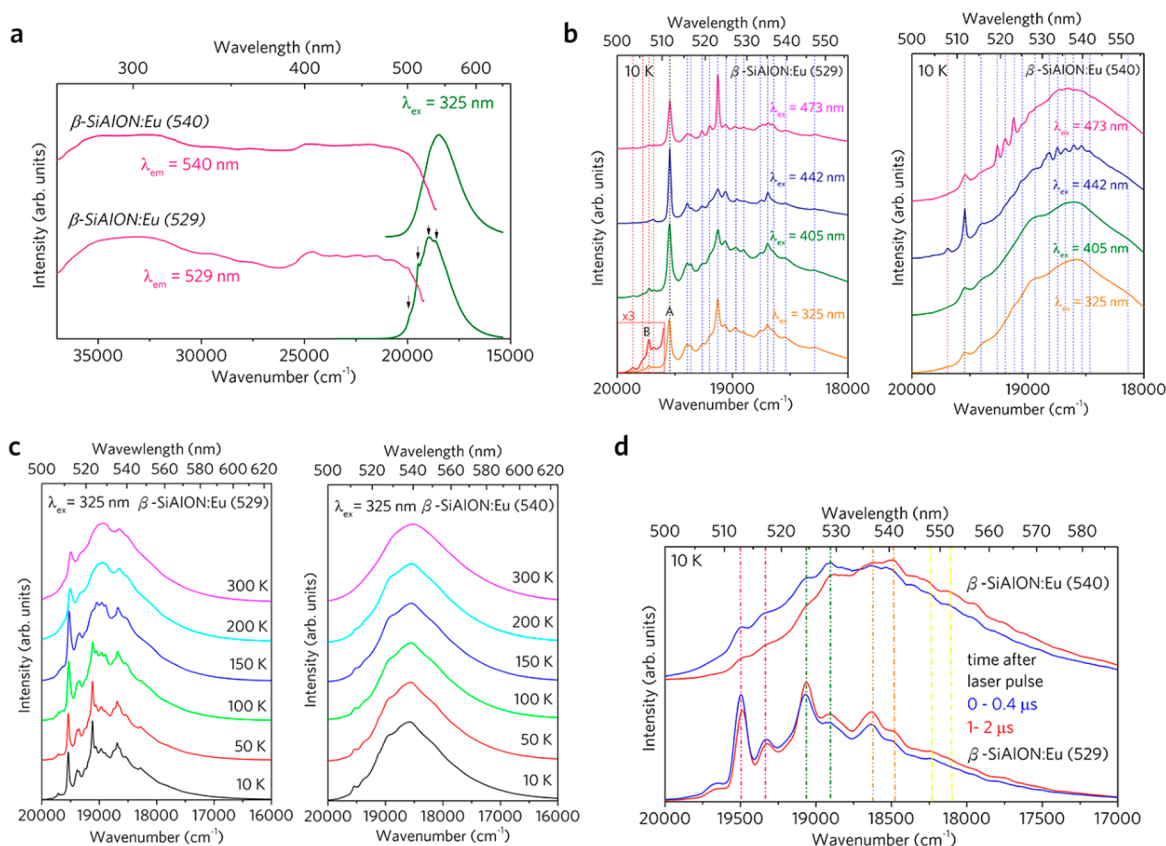 a
Wavelength (nm)
300 400 500 600
λex = 325 nm
β-SiAlON:Eu (540)
λem = 540 nm
β-SiAlON:Eu (529)
λem = 529 nm
Intensity (arb. units)
35000 30000 25000 20000 15000
Wavenumber (cm-1)
b
Wavelength (nm)
500 510 520 530 540 550
10 K
β-SiAlON:Eu (529)
λex = 473 nm
λex = 442 nm
λex = 405 nm
x3
B
A
λex = 325 nm
Intensity (arb. units)
20000 19000 18000
Wavenumber (cm-1)
Wavelength (nm)
500 510 520 530 540 550
10 K
β-SiAlON:Eu (540)
λex = 473 nm
λex = 442 nm
λex = 405 nm
λex = 325 nm
Intensity (arb. units)
20000 19000 18000
Wavenumber (cm-1)
c
Wavewlength (nm)
500 520 540 560 580 600 620
λex = 325 nm β-SiAlON:Eu (529)
300 K
200 K
150 K
100 K
50 K
10 K
Intensity (arb. units)
20000 19000 18000 17000 16000
Wavenumber (cm-1)
Wavelength (nm)
500 520 540 560 580 600 620
λex = 325 nm β-SiAlON:Eu (540)
300 K
200 K
150 K
100 K
50 K
10 K
Intensity (arb. units)
20000 19000 18000 17000 16000
Wavenumber (cm-1)
d
Wavelength (nm)
500 510 520 530 540 550 560 570 580
10 K
β-SiAlON:Eu (540)
time after
laser pulse
0 - 0.4 μs
1- 2 μs
β-SiAlON:Eu (529)
Intensity (arb. units)
20000 19500 19000 18500 18000 17500 17000
Wavenumber (cm-1)